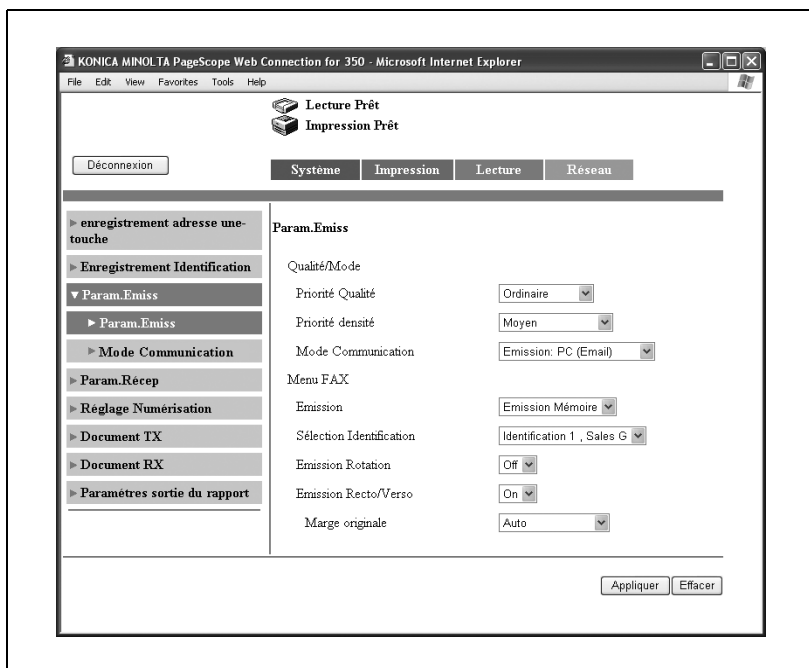 KONICA MINOLTA PageScope Web Connection for 350 - Microsoft Internet Explorer
File Edit View Favorites Tools Help
Lecture Prêt
Impression Prêt
Déconnexion
Système Impression Lecture Réseau
enregistrement adresse une-
touche
Enregistrement Identification
Param.Emiss
Param.Emiss
Mode Communication
Param.Récep
Réglage Numérisation
Document TX
Document RX
Paramétres sortie du rapport
Param.Emiss
Qualité/Mode
Priorité Qualité Ordinaire
Priorité densité Moyen
Mode Communication Emission: PC (Email)
Menu FAX
Emission Emission Mémoire
Sélection Identification Identification 1 , Sales G
Emission Rotation Off
Emission Recto/Verso On
Marge originale Auto
Appliquer Effacer